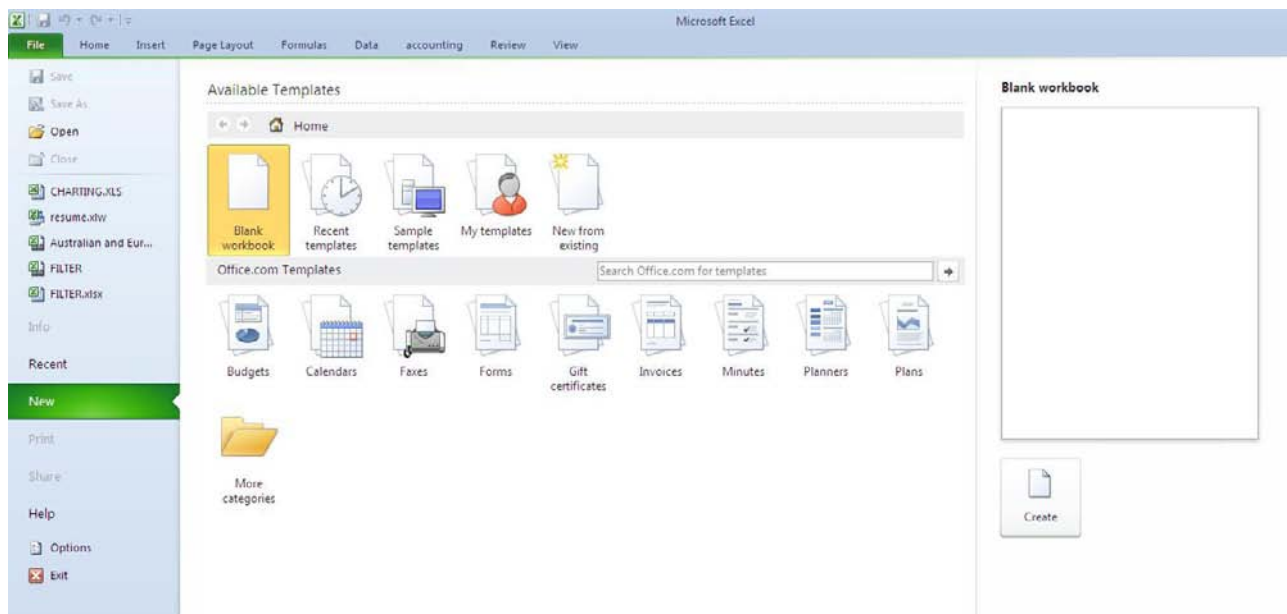 Microsoft Excel
File Home Insert Page Layout Formulas Data accounting Review View
Save
Save As
Open
Close
CHARTING.XLS
resume.xlw
Australian and Eur...
FILTER
FILTER.xlsx
Info
Recent
New
Print
Share
Help
Options
Exit
Available Templates
Home
Blank workbook
Recent templates
Sample templates
My templates
New from existing
Office.com Templates
Search Office.com for templates
Budgets
Calendars
Faxes
Forms
Gift certificates
Invoices
Minutes
Planners
Plans
More categories
Blank workbook
Create